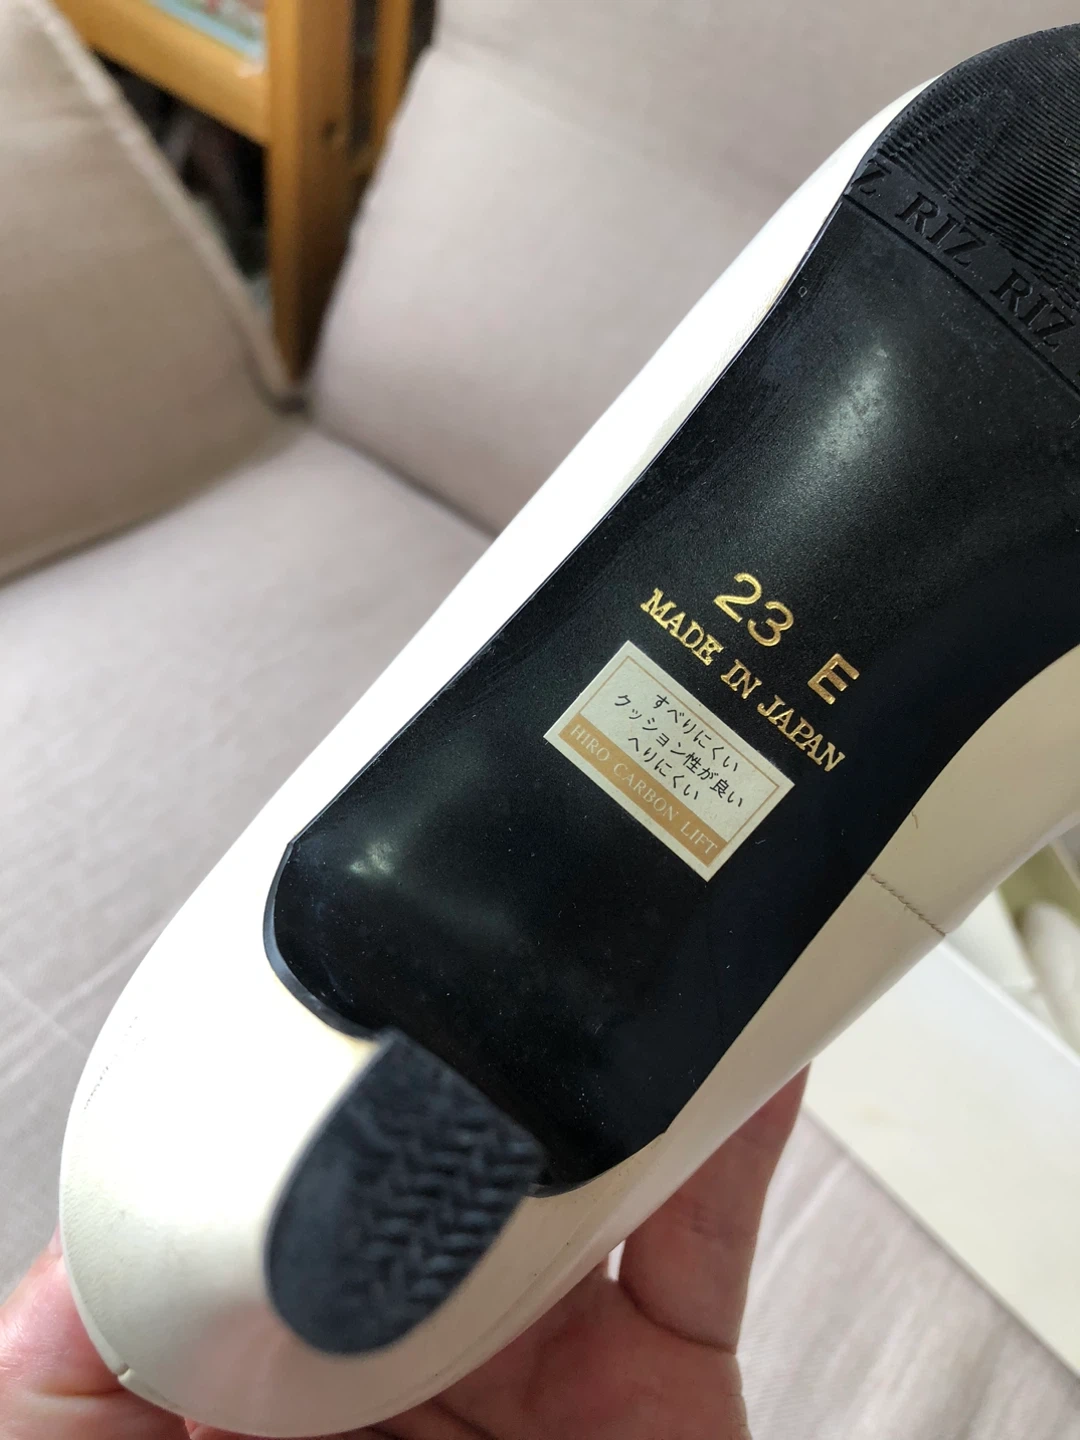 Z RIZ RIZ
23 E
MADE IN JAPAN
すべりにくい
クッション性が良い
へりにくい
HIRO CARBON LIFT